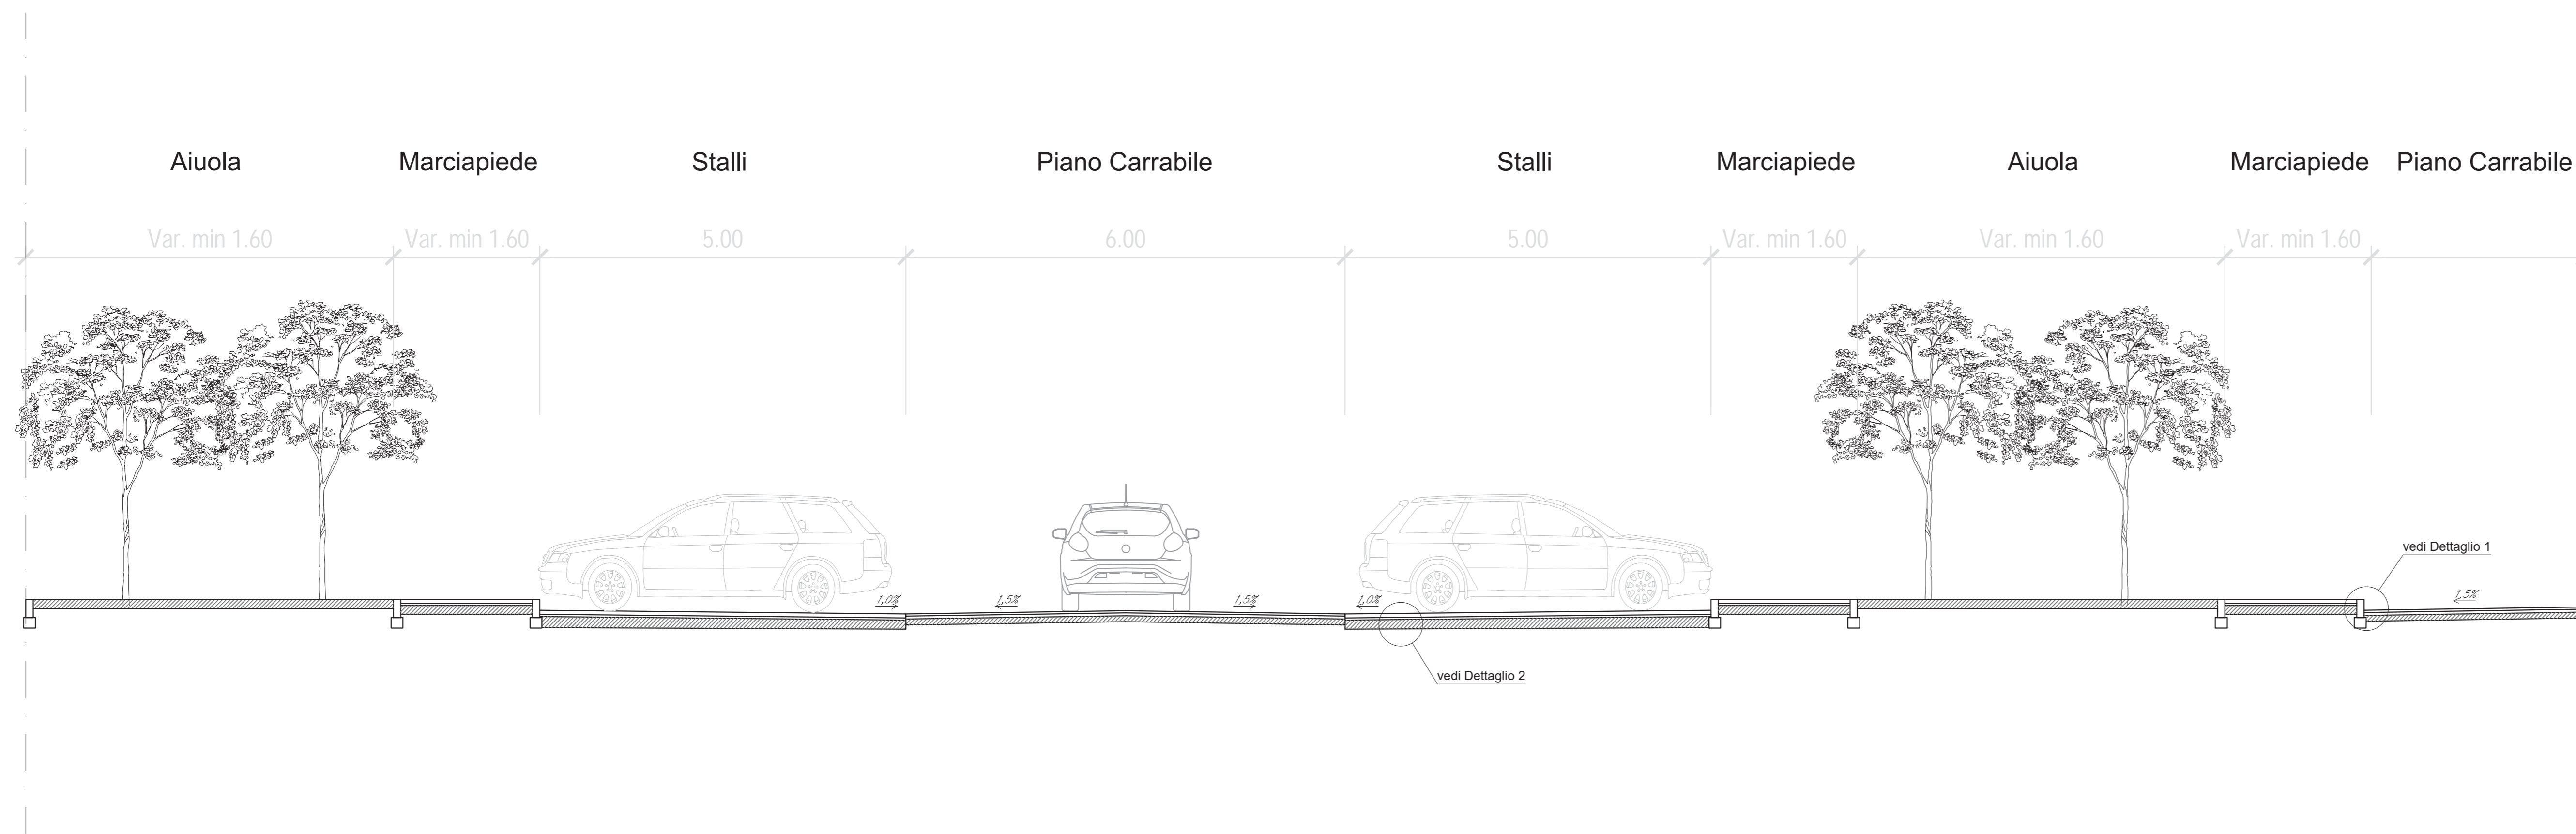 Aiuola Marciapiede Stalli Piano Carrabile Stalli Marciapiede Aiuola Marciapiede Piano Carrabile
Var. min 1.60 Var. min 1.60 5.00 6.00 5.00 Var. min 1.60 Var. min 1.60 Var. min 1.60
vedi Dettaglio 1
1,0% 1,5% 1,5% 1,0% 1,5%
vedi Dettaglio 2